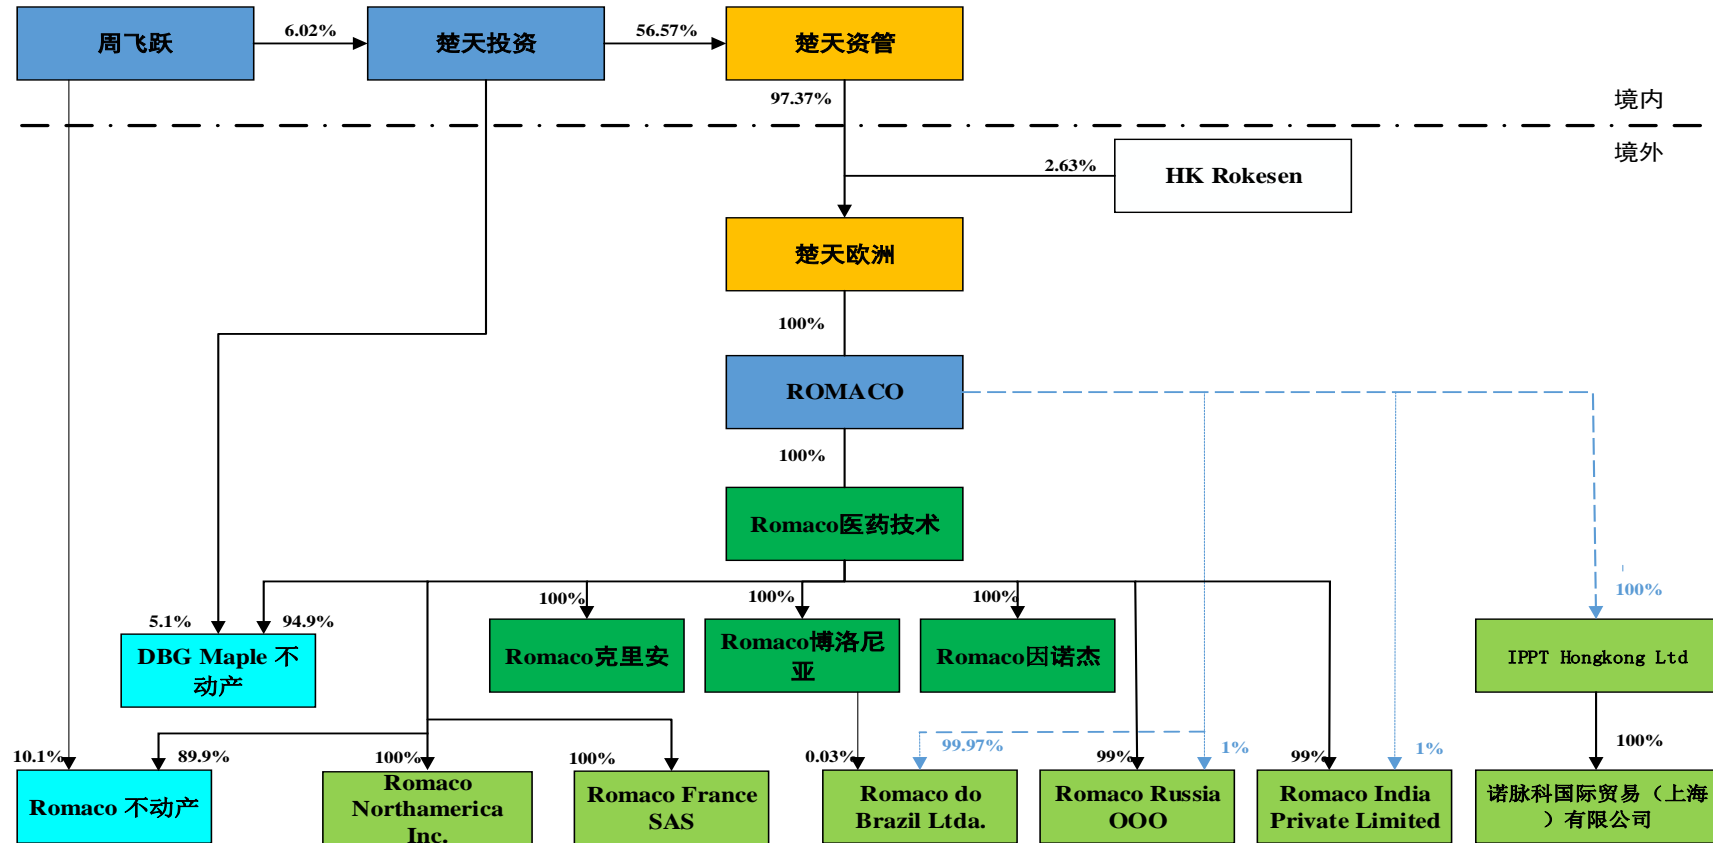 周飞跃
6.02%
楚天投资
56.57%
楚天资管
97.37%
境内
境外
2.63%
HK Rokesen
楚天欧洲
100%
ROMACO
100%
Romaco医药技术
5.1%
94.9%
100%
100%
100%
100%
DBG Maple 不
动产
Romaco克里安
Romaco博洛尼
亚
Romaco因诺杰
IPPT Hongkong Ltd
10.1%
89.9%
100%
100%
0.03%
99.97%
99%
1%
99%
1%
100%
Romaco 不动产
Romaco
Northamerica
Inc.
Romaco France
SAS
Romaco do
Brazil Ltda.
Romaco Russia
OOO
Romaco India
Private Limited
诺脉科国际贸易（上海
）有限公司